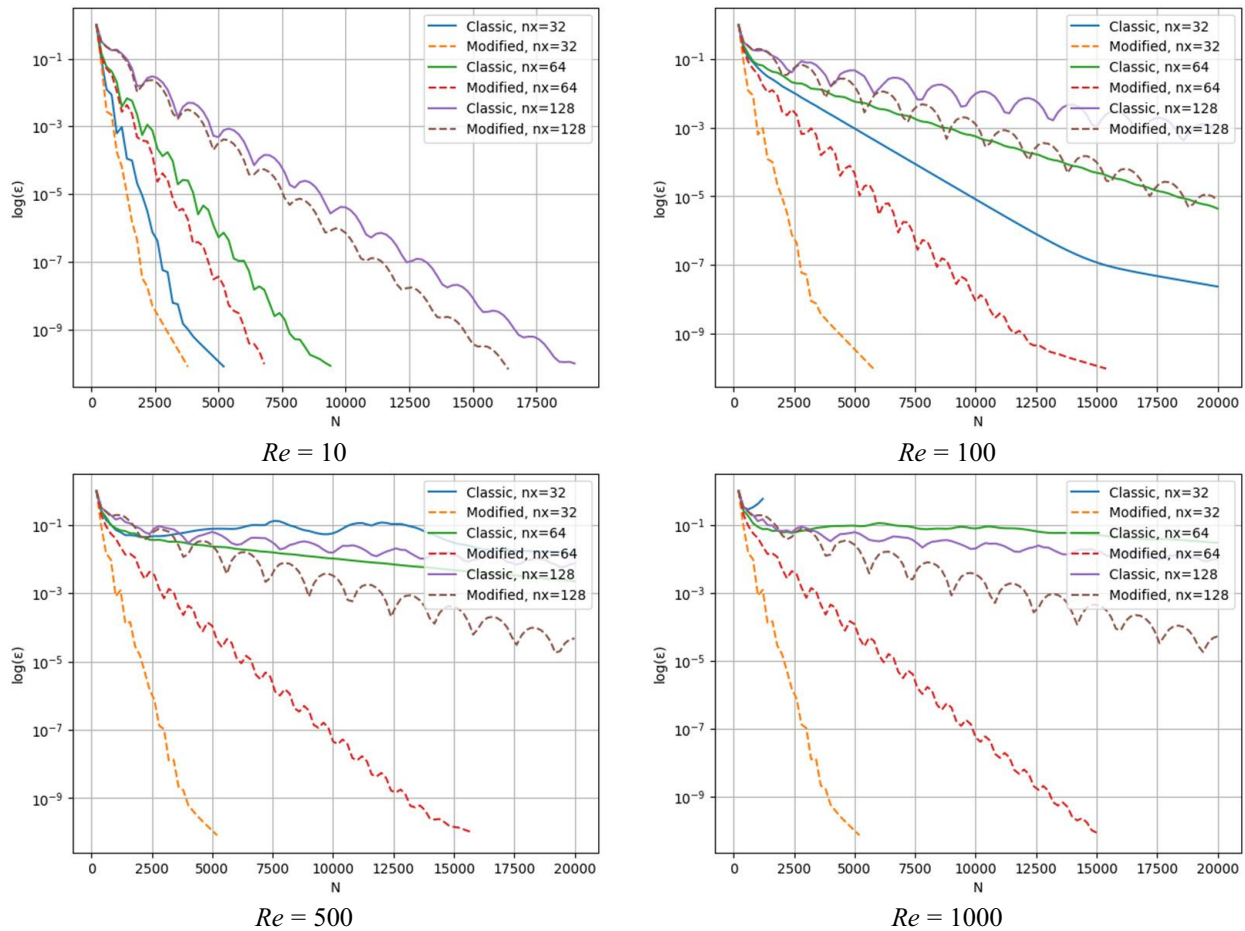 log(ε)
10⁻¹
10⁻³
10⁻⁵
10⁻⁷
10⁻⁹
Classic, nx=32
Modified, nx=32
Classic, nx=64
Modified, nx=64
Classic, nx=128
Modified, nx=128
0 2500 5000 7500 10000 12500 15000 17500
N
Re = 10
log(ε)
10⁻¹
10⁻³
10⁻⁵
10⁻⁷
10⁻⁹
Classic, nx=32
Modified, nx=32
Classic, nx=64
Modified, nx=64
Classic, nx=128
Modified, nx=128
0 2500 5000 7500 10000 12500 15000 17500 20000
N
Re = 100
log(ε)
10⁻¹
10⁻³
10⁻⁵
10⁻⁷
10⁻⁹
Classic, nx=32
Modified, nx=32
Classic, nx=64
Modified, nx=64
Classic, nx=128
Modified, nx=128
0 2500 5000 7500 10000 12500 15000 17500 20000
N
Re = 500
log(ε)
10⁻¹
10⁻³
10⁻⁵
10⁻⁷
10⁻⁹
Classic, nx=32
Modified, nx=32
Classic, nx=64
Modified, nx=64
Classic, nx=128
Modified, nx=128
0 2500 5000 7500 10000 12500 15000 17500 20000
N
Re = 1000